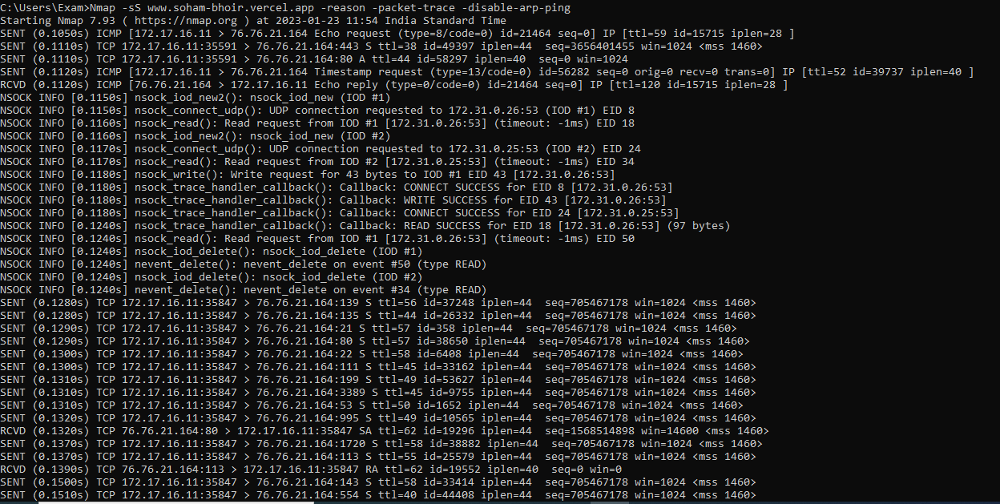 C:\Users\Exam>Nmap -sS www.soham-bhoir.vercel.app -reason -packet-trace -disable-arp-ping
Starting Nmap 7.93 ( https://nmap.org ) at 2023-01-23 11:54 India Standard Time
SENT (0.1050s) ICMP [172.17.16.11 > 76.76.21.164 Echo request (type=8/code=0) id=21464 seq=0] IP [ttl=59 id=15715 iplen=28 ]
SENT (0.1110s) TCP 172.17.16.11:35591 > 76.76.21.164:443 S ttl=38 id=49397 iplen=44  seq=3656401455 win=1024 <mss 1460>
SENT (0.1110s) TCP 172.17.16.11:35591 > 76.76.21.164:80 A ttl=44 id=58297 iplen=40  seq=0 win=1024
SENT (0.1120s) ICMP [172.17.16.11 > 76.76.21.164 Timestamp request (type=13/code=0) id=56282 seq=0 orig=0 recv=0 trans=0] IP [ttl=52 id=39737 iplen=40 ]
RCVD (0.1120s) ICMP [76.76.21.164 > 172.17.16.11 Echo reply (type=0/code=0) id=21464 seq=0] IP [ttl=120 id=15715 iplen=28 ]
NSOCK INFO [0.1150s] nsock_iod_new2(): nsock_iod_new (IOD #1)
NSOCK INFO [0.1150s] nsock_connect_udp(): UDP connection requested to 172.31.0.26:53 (IOD #1) EID 8
NSOCK INFO [0.1160s] nsock_read(): Read request from IOD #1 [172.31.0.26:53] (timeout: -1ms) EID 18
NSOCK INFO [0.1160s] nsock_iod_new2(): nsock_iod_new (IOD #2)
NSOCK INFO [0.1170s] nsock_connect_udp(): UDP connection requested to 172.31.0.25:53 (IOD #2) EID 24
NSOCK INFO [0.1170s] nsock_read(): Read request from IOD #2 [172.31.0.25:53] (timeout: -1ms) EID 34
NSOCK INFO [0.1180s] nsock_write(): Write request for 43 bytes to IOD #1 EID 43 [172.31.0.26:53]
NSOCK INFO [0.1180s] nsock_trace_handler_callback(): Callback: CONNECT SUCCESS for EID 8 [172.31.0.26:53]
NSOCK INFO [0.1180s] nsock_trace_handler_callback(): Callback: WRITE SUCCESS for EID 43 [172.31.0.26:53]
NSOCK INFO [0.1180s] nsock_trace_handler_callback(): Callback: CONNECT SUCCESS for EID 24 [172.31.0.25:53]
NSOCK INFO [0.1240s] nsock_trace_handler_callback(): Callback: READ SUCCESS for EID 18 [172.31.0.26:53] (97 bytes)
NSOCK INFO [0.1240s] nsock_read(): Read request from IOD #1 [172.31.0.26:53] (timeout: -1ms) EID 50
NSOCK INFO [0.1240s] nsock_iod_delete(): nsock_iod_delete (IOD #1)
NSOCK INFO [0.1240s] nevent_delete(): nevent_delete on event #50 (type READ)
NSOCK INFO [0.1240s] nsock_iod_delete(): nsock_iod_delete (IOD #2)
NSOCK INFO [0.1240s] nevent_delete(): nevent_delete on event #34 (type READ)
SENT (0.1280s) TCP 172.17.16.11:35847 > 76.76.21.164:139 S ttl=56 id=37248 iplen=44  seq=705467178 win=1024 <mss 1460>
SENT (0.1280s) TCP 172.17.16.11:35847 > 76.76.21.164:135 S ttl=44 id=26332 iplen=44  seq=705467178 win=1024 <mss 1460>
SENT (0.1290s) TCP 172.17.16.11:35847 > 76.76.21.164:21 S ttl=57 id=358 iplen=44  seq=705467178 win=1024 <mss 1460>
SENT (0.1290s) TCP 172.17.16.11:35847 > 76.76.21.164:80 S ttl=57 id=38650 iplen=44  seq=705467178 win=1024 <mss 1460>
SENT (0.1300s) TCP 172.17.16.11:35847 > 76.76.21.164:22 S ttl=58 id=6408 iplen=44  seq=705467178 win=1024 <mss 1460>
SENT (0.1300s) TCP 172.17.16.11:35847 > 76.76.21.164:111 S ttl=45 id=33162 iplen=44  seq=705467178 win=1024 <mss 1460>
SENT (0.1310s) TCP 172.17.16.11:35847 > 76.76.21.164:199 S ttl=49 id=53627 iplen=44  seq=705467178 win=1024 <mss 1460>
SENT (0.1310s) TCP 172.17.16.11:35847 > 76.76.21.164:3389 S ttl=45 id=9755 iplen=44  seq=705467178 win=1024 <mss 1460>
SENT (0.1310s) TCP 172.17.16.11:35847 > 76.76.21.164:53 S ttl=50 id=1652 iplen=44  seq=705467178 win=1024 <mss 1460>
SENT (0.1320s) TCP 172.17.16.11:35847 > 76.76.21.164:995 S ttl=49 id=10565 iplen=44  seq=705467178 win=1024 <mss 1460>
RCVD (0.1320s) TCP 76.76.21.164:80 > 172.17.16.11:35847 SA ttl=62 id=19296 iplen=44  seq=1568514898 win=14600 <mss 1460>
SENT (0.1370s) TCP 172.17.16.11:35847 > 76.76.21.164:1720 S ttl=58 id=38882 iplen=44  seq=705467178 win=1024 <mss 1460>
SENT (0.1370s) TCP 172.17.16.11:35847 > 76.76.21.164:113 S ttl=55 id=25579 iplen=44  seq=705467178 win=1024 <mss 1460>
RCVD (0.1390s) TCP 76.76.21.164:113 > 172.17.16.11:35847 RA ttl=62 id=19552 iplen=40  seq=0 win=0
SENT (0.1500s) TCP 172.17.16.11:35847 > 76.76.21.164:143 S ttl=58 id=33414 iplen=44  seq=705467178 win=1024 <mss 1460>
SENT (0.1510s) TCP 172.17.16.11:35847 > 76.76.21.164:554 S ttl=40 id=44408 iplen=44  seq=705467178 win=1024 <mss 1460>